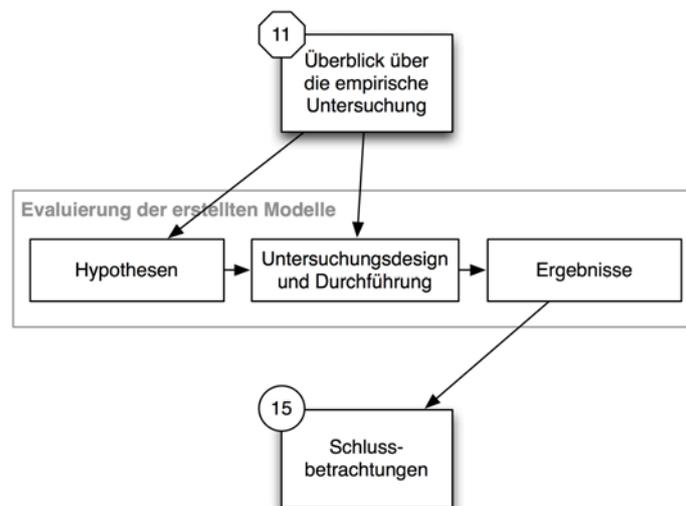 11
Überblick über
die empirische
Untersuchung
Evaluierung der erstellten Modelle
Hypothesen
Untersuchungsdesign
und Durchführung
Ergebnisse
15
Schluss-
betrachtungen